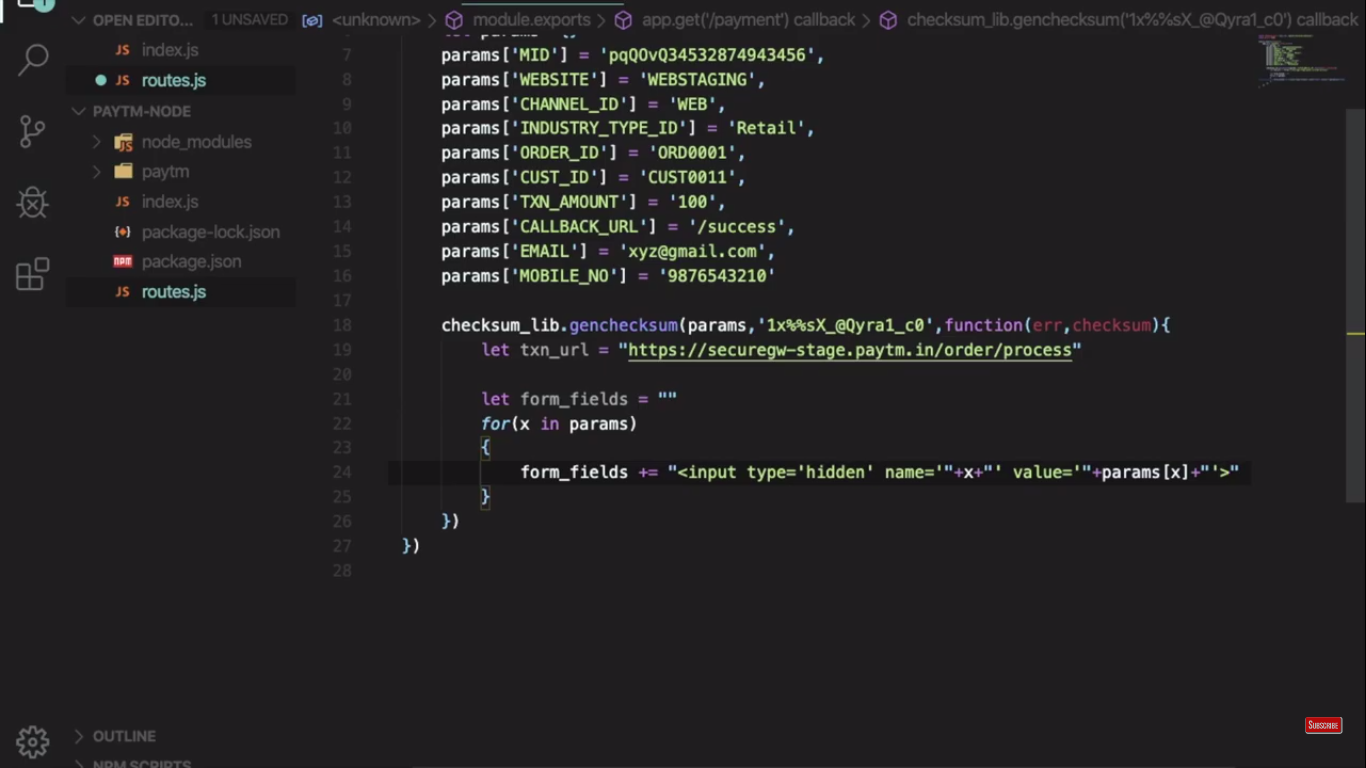 OPEN EDITO... 1 UNSAVED
<unknown> > module.exports > app.get('/payment') callback > checksum_lib.genchecksum('1x%%sX_@Qyra1_c0') callback
JS index.js
JS routes.js
PAYTM-NODE
node_modules
paytm
JS index.js
package-lock.json
npm package.json
JS routes.js
OUTLINE
NPM SCRIPTS
7 params['MID'] = 'pqQOvQ34532874943456',
8 params['WEBSITE'] = 'WEBSTAGING',
9 params['CHANNEL_ID'] = 'WEB',
10 params['INDUSTRY_TYPE_ID'] = 'Retail',
11 params['ORDER_ID'] = 'ORD0001',
12 params['CUST_ID'] = 'CUST0011',
13 params['TXN_AMOUNT'] = '100',
14 params['CALLBACK_URL'] = '/success',
15 params['EMAIL'] = 'xyz@gmail.com',
16 params['MOBILE_NO'] = '9876543210'
17
18 checksum_lib.genchecksum(params,'1x%%sX_@Qyra1_c0',function(err,checksum){
19 let txn_url = "https://securegw-stage.paytm.in/order/process"
20
21 let form_fields = ""
22 for(x in params)
23 {
24 form_fields += "<input type='hidden' name='"+x+"' value='"+params[x]+"'>"
25 }
26 })
27 })
28
SUBSCRIBE